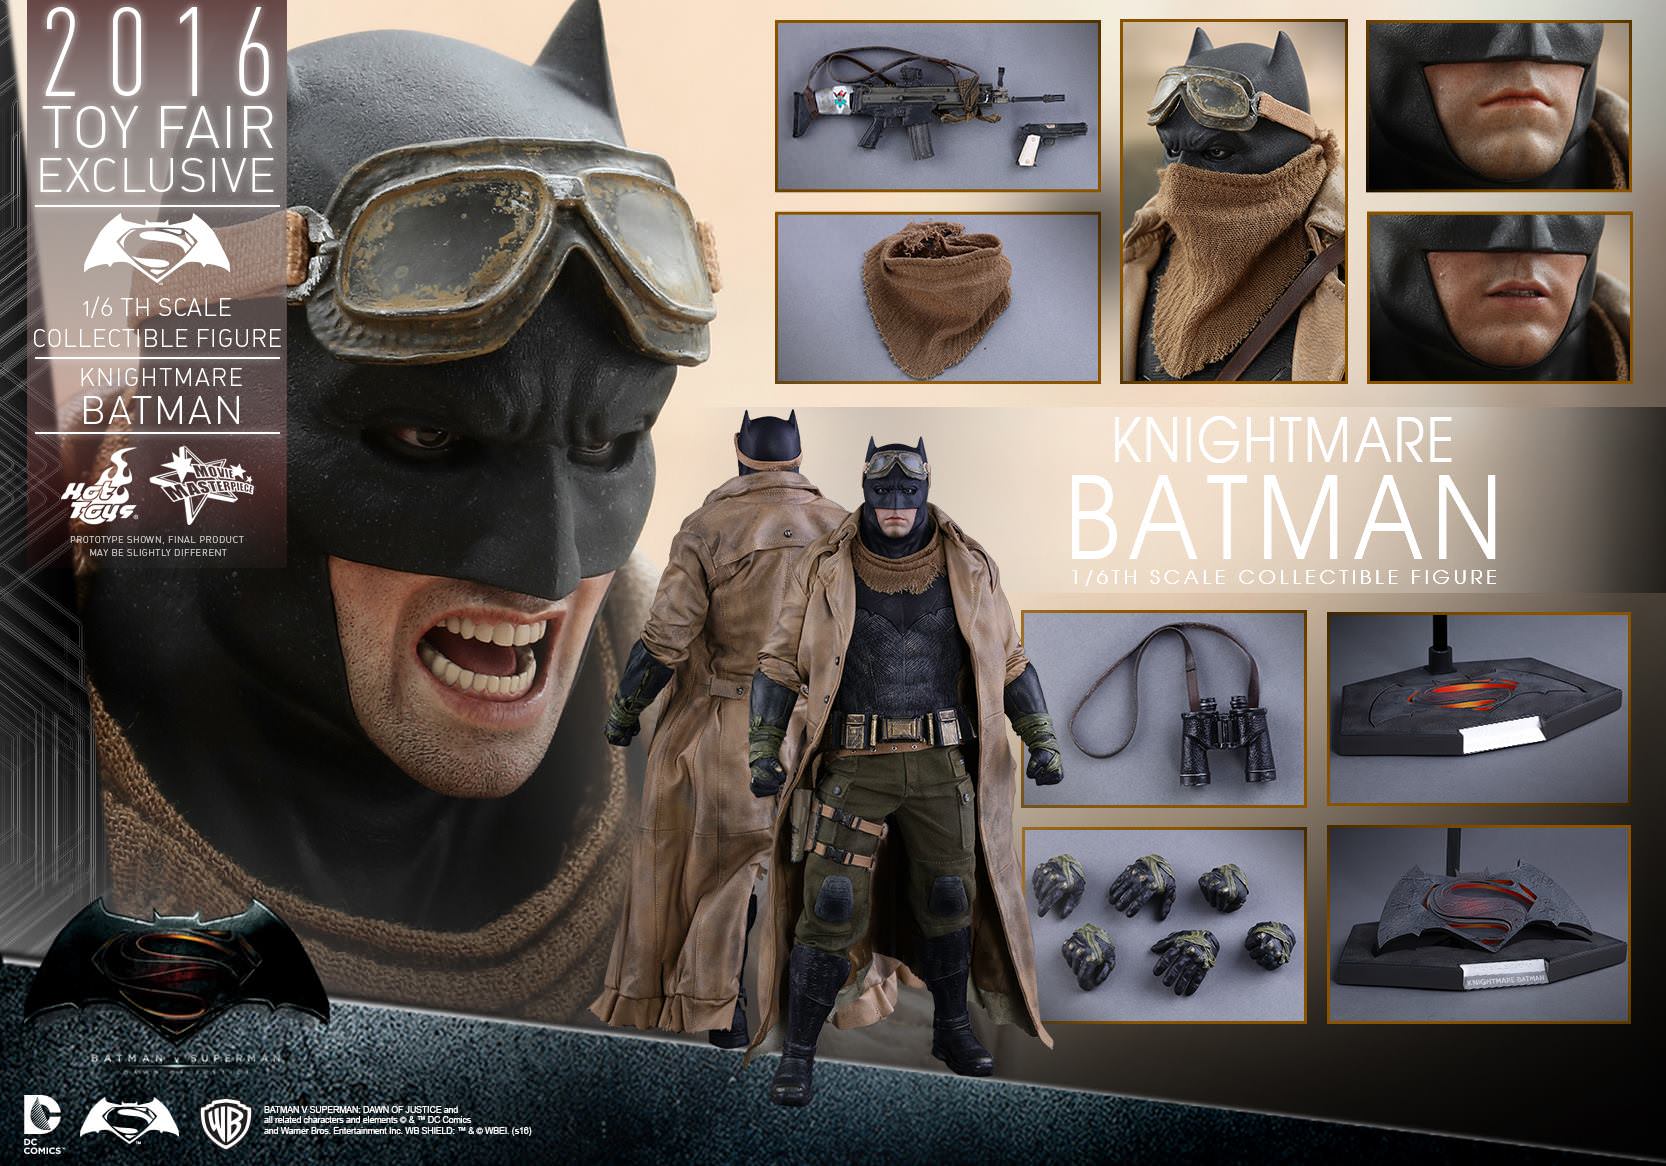 2016
TOY FAIR
EXCLUSIVE
1/6 TH SCALE
COLLECTIBLE FIGURE
KNIGHTMARE
BATMAN
Hot
Toys
MOVIE
MASTERPIECE
PROTOTYPE SHOWN, FINAL PRODUCT
MAY BE SLIGHTLY DIFFERENT
KNIGHTMARE
BATMAN
1/6TH SCALE COLLECTIBLE FIGURE
KNIGHTMARE BATMAN
BATMAN V SUPERMAN
DC
COMICS™
WB
BATMAN V SUPERMAN: DAWN OF JUSTICE and
all related characters and elements © & ™ DC Comics
and Warner Bros. Entertainment Inc. WB SHIELD: ™ & © WBEI. (s16)